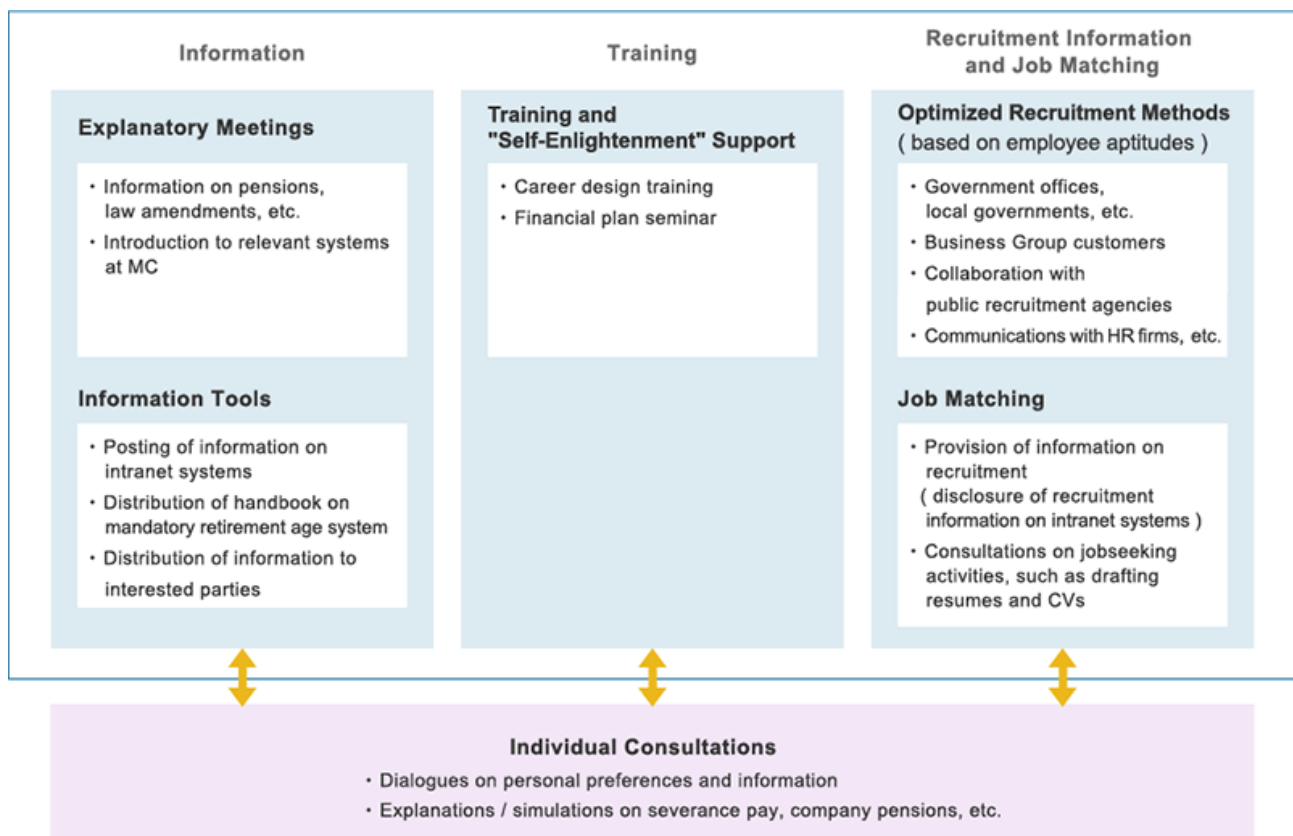 Information
Explanatory Meetings
・Information on pensions,
law amendments, etc.
・Introduction to relevant systems
at MC
Information Tools
・Posting of information on
intranet systems
・Distribution of handbook on
mandatory retirement age system
・Distribution of information to
interested parties
Training
Training and
"Self-Enlightenment" Support
・Career design training
・Financial plan seminar
Recruitment Information
and Job Matching
Optimized Recruitment Methods
( based on employee aptitudes )
・Government offices,
local governments, etc.
・Business Group customers
・Collaboration with
public recruitment agencies
・Communications with HR firms, etc.
Job Matching
・Provision of information on
recruitment
( disclosure of recruitment
information on intranet systems )
・Consultations on jobseeking
activities, such as drafting
resumes and CVs
Individual Consultations
・Dialogues on personal preferences and information
・Explanations / simulations on severance pay, company pensions, etc.